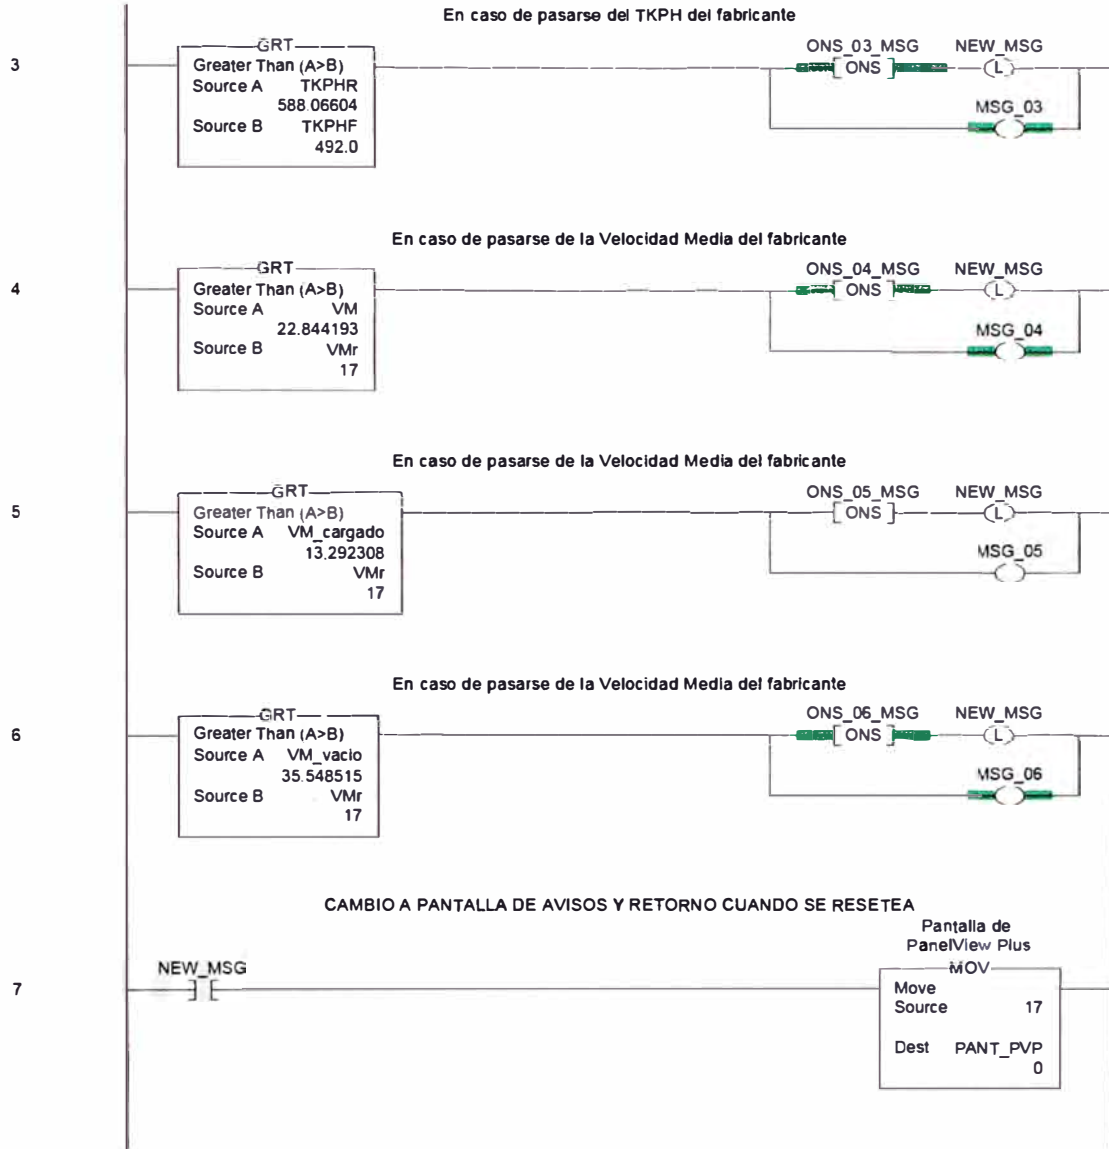 En caso de pasarse del TKPH del fabricante
3
GRT
Greater Than (A>B)
Source A TKPHR
588.06604
Source B TKPHF
492.0
ONS_03_MSG NEW_MSG
ONS L
MSG_03
En caso de pasarse de la Velocidad Media del fabricante
4
GRT
Greater Than (A>B)
Source A VM
22.844193
Source B VMr
17
ONS_04_MSG NEW_MSG
ONS L
MSG_04
En caso de pasarse de la Velocidad Media del fabricante
5
GRT
Greater Than (A>B)
Source A VM_cargado
13.292308
Source B VMr
17
ONS_05_MSG NEW_MSG
ONS L
MSG_05
En caso de pasarse de la Velocidad Media del fabricante
6
GRT
Greater Than (A>B)
Source A VM_vacio
35.548515
Source B VMr
17
ONS_06_MSG NEW_MSG
ONS L
MSG_06
CAMBIO A PANTALLA DE AVISOS Y RETORNO CUANDO SE RESETEA
7
NEW_MSG
Pantalla de
PanelView Plus
MOV
Move
Source 17
Dest PANT_PVP
0